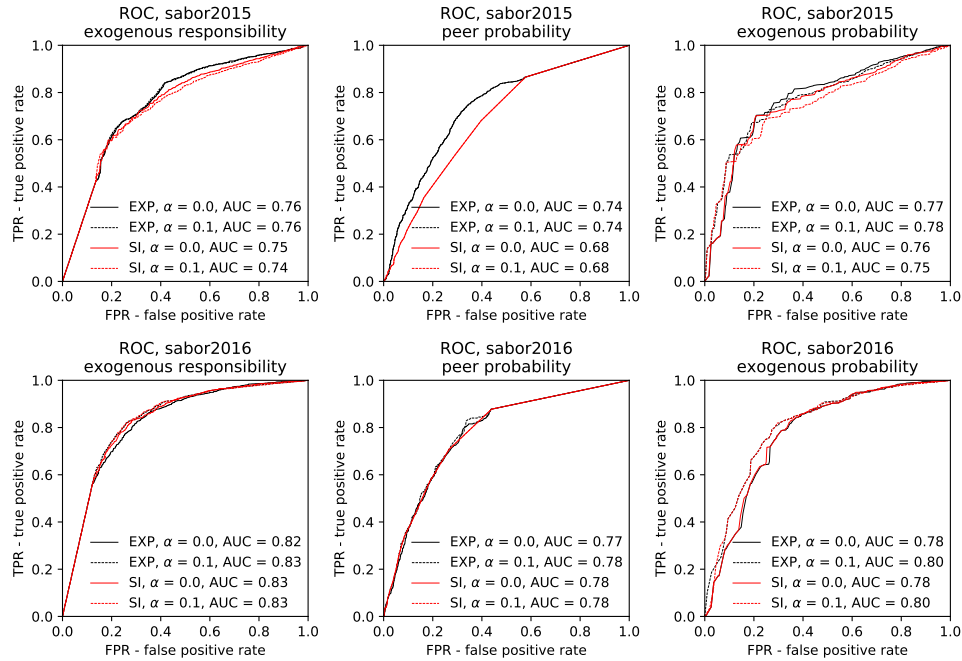 ROC, sabor2015
exogenous responsibility
1.0
0.8
0.6
0.4
0.2
0.0
TPR - true positive rate
EXP, α = 0.0, AUC = 0.76
EXP, α = 0.1, AUC = 0.76
SI, α = 0.0, AUC = 0.75
SI, α = 0.1, AUC = 0.74
0.0 0.2 0.4 0.6 0.8 1.0
FPR - false positive rate
ROC, sabor2015
peer probability
1.0
0.8
0.6
0.4
0.2
0.0
TPR - true positive rate
EXP, α = 0.0, AUC = 0.74
EXP, α = 0.1, AUC = 0.74
SI, α = 0.0, AUC = 0.68
SI, α = 0.1, AUC = 0.68
0.0 0.2 0.4 0.6 0.8 1.0
FPR - false positive rate
ROC, sabor2015
exogenous probability
1.0
0.8
0.6
0.4
0.2
0.0
TPR - true positive rate
EXP, α = 0.0, AUC = 0.77
EXP, α = 0.1, AUC = 0.78
SI, α = 0.0, AUC = 0.76
SI, α = 0.1, AUC = 0.75
0.0 0.2 0.4 0.6 0.8 1.0
FPR - false positive rate
ROC, sabor2016
exogenous responsibility
1.0
0.8
0.6
0.4
0.2
0.0
TPR - true positive rate
EXP, α = 0.0, AUC = 0.82
EXP, α = 0.1, AUC = 0.83
SI, α = 0.0, AUC = 0.83
SI, α = 0.1, AUC = 0.83
0.0 0.2 0.4 0.6 0.8 1.0
FPR - false positive rate
ROC, sabor2016
peer probability
1.0
0.8
0.6
0.4
0.2
0.0
TPR - true positive rate
EXP, α = 0.0, AUC = 0.77
EXP, α = 0.1, AUC = 0.78
SI, α = 0.0, AUC = 0.78
SI, α = 0.1, AUC = 0.78
0.0 0.2 0.4 0.6 0.8 1.0
FPR - false positive rate
ROC, sabor2016
exogenous probability
1.0
0.8
0.6
0.4
0.2
0.0
TPR - true positive rate
EXP, α = 0.0, AUC = 0.78
EXP, α = 0.1, AUC = 0.80
SI, α = 0.0, AUC = 0.78
SI, α = 0.1, AUC = 0.80
0.0 0.2 0.4 0.6 0.8 1.0
FPR - false positive rate